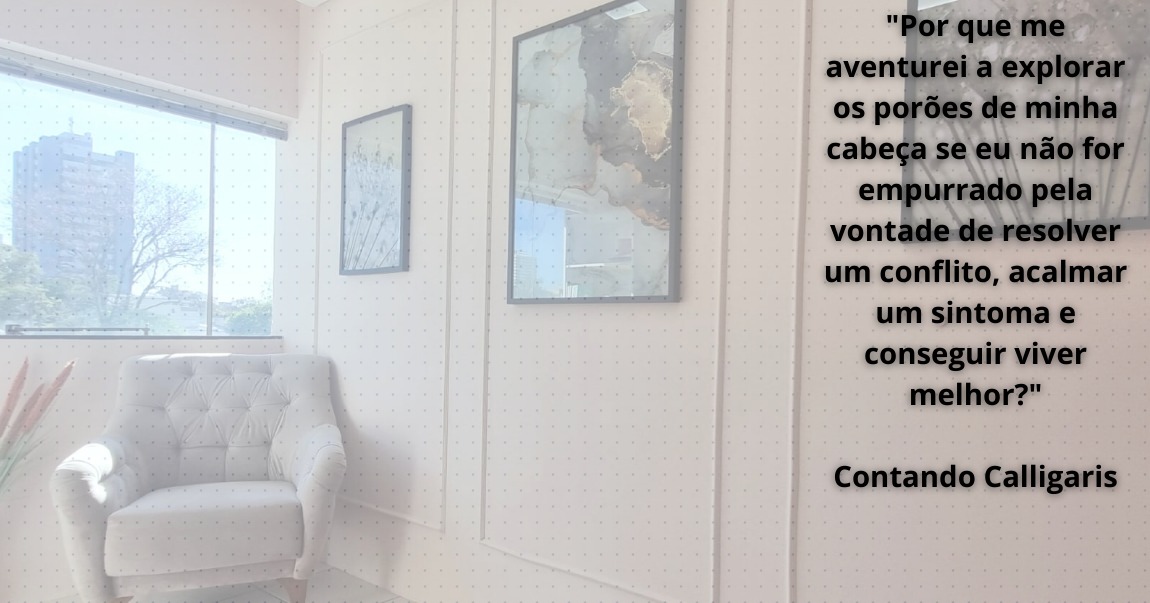 "Por que me
aventurei a explorar
os porões de minha
cabeça se eu não for
empurrado pela
vontade de resolver
um conflito, acalmar
um sintoma e
conseguir viver
melhor?"
Contando Calligaris